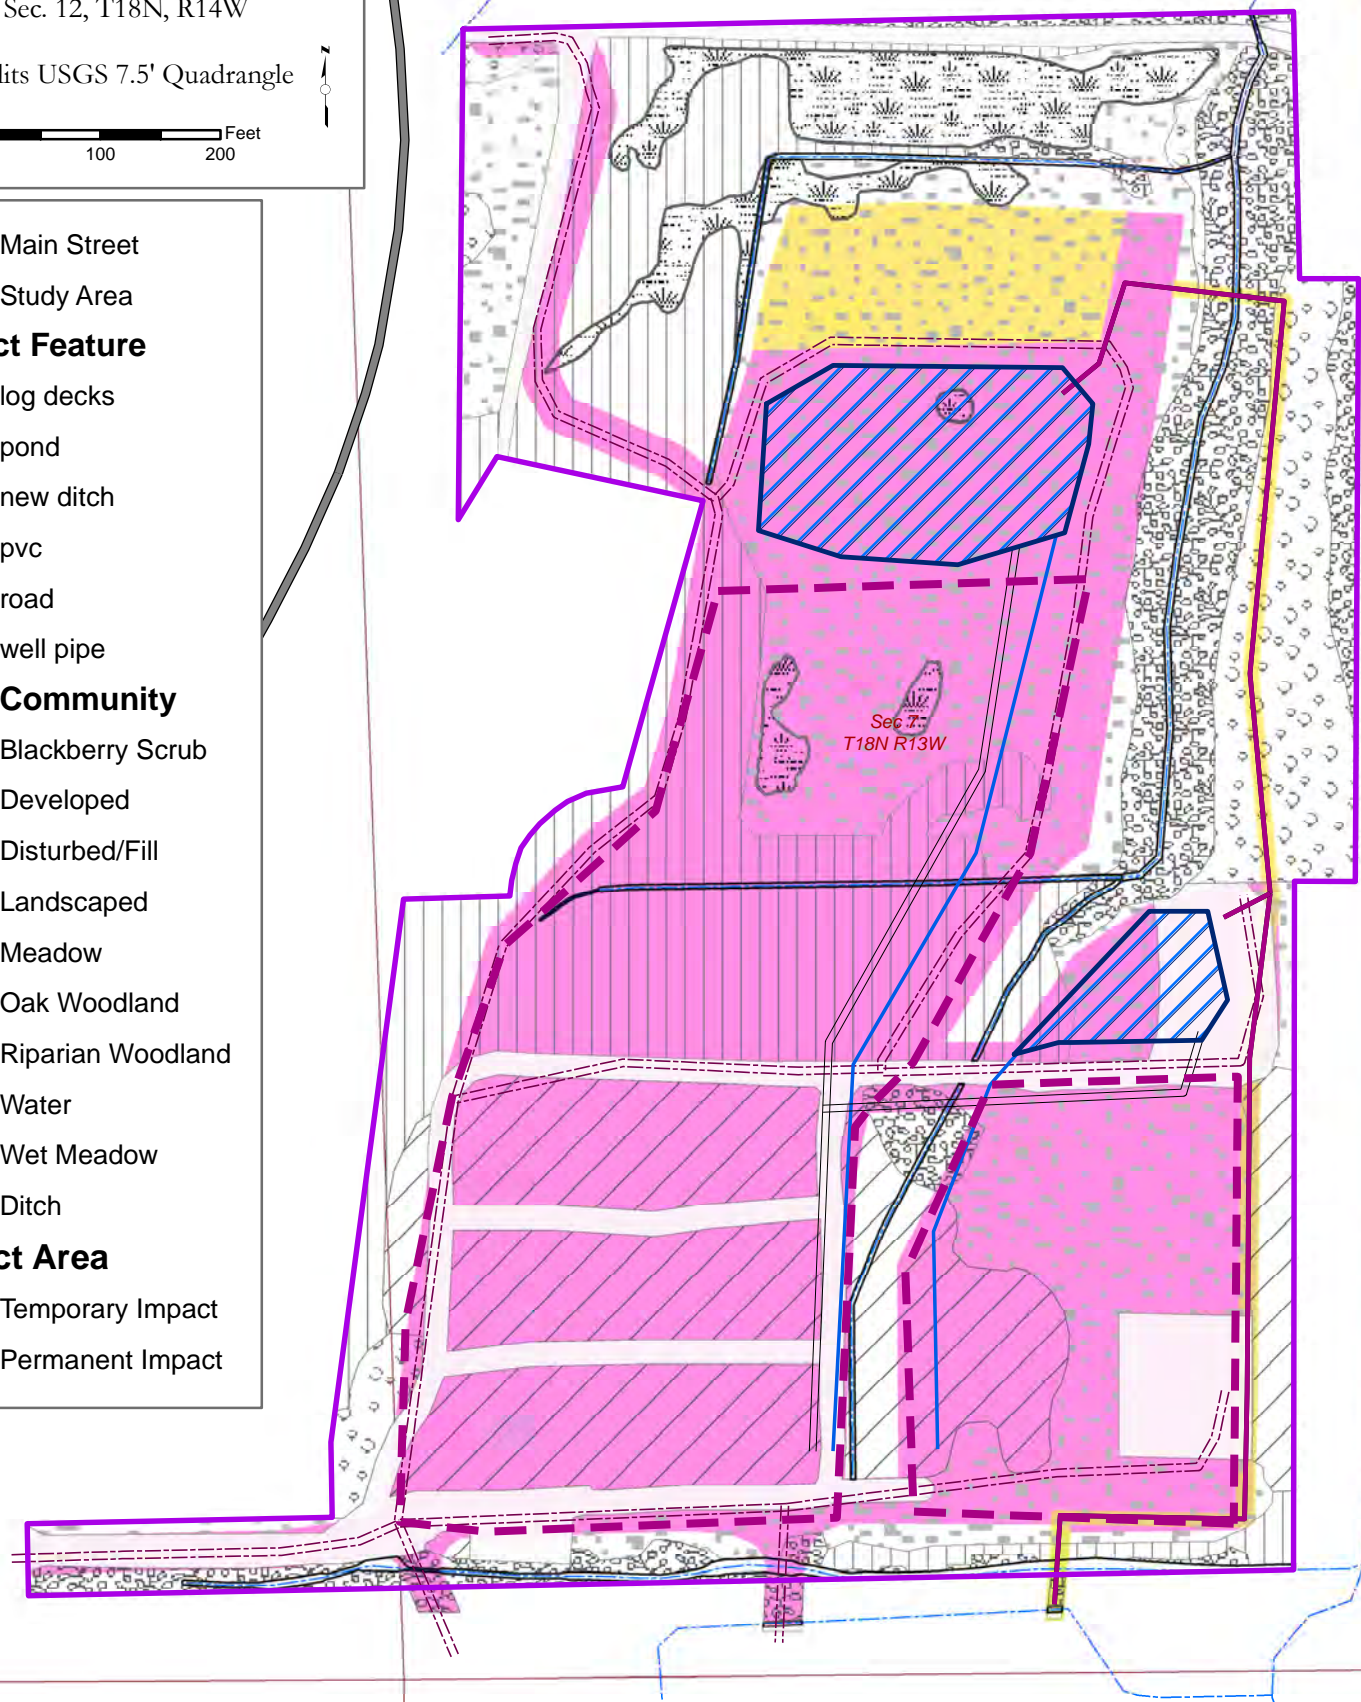 Sec. 12, T18N, R14W
lits USGS 7.5' Quadrangle
N
Feet
100
200
Main Street
Study Area
ct Feature
log decks
pond
new ditch
pvc
road
well pipe
Community
Blackberry Scrub
Developed
Disturbed/Fill
Landscaped
Meadow
Oak Woodland
Riparian Woodland
Water
Wet Meadow
Ditch
ct Area
Temporary Impact
Permanent Impact
Sec 7
T18N R13W